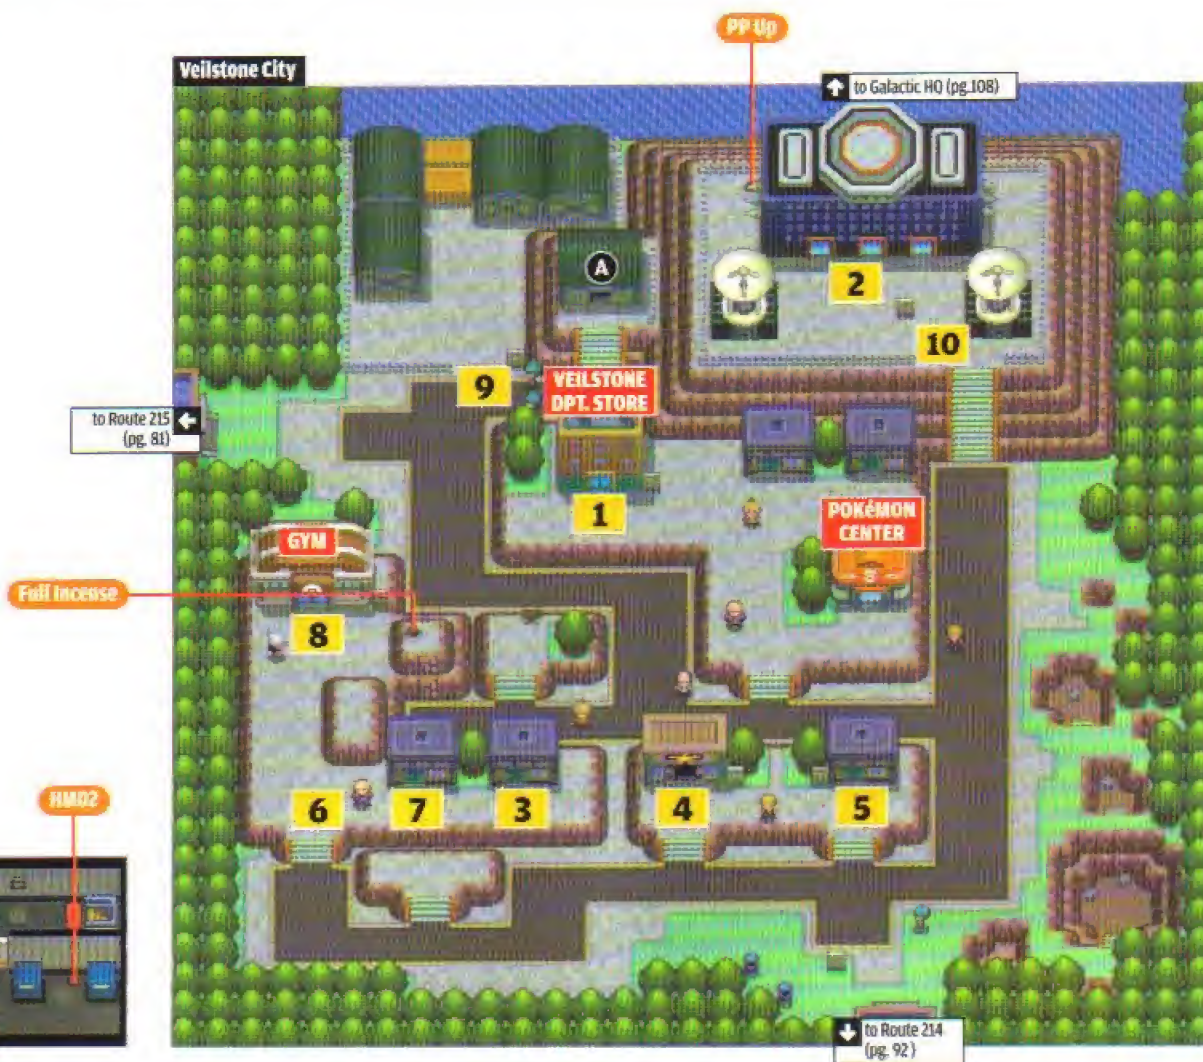 PP Up
Veilstone City
to Galactic HQ (pg.108)
A
2
10
9
VEILSTONE
DPT. STORE
to Route 215
(pg. 81)
1
POKéMON
CENTER
GYM
Full Incense
8
6
7
3
4
5
HM02
to Route 214
(pg. 92)